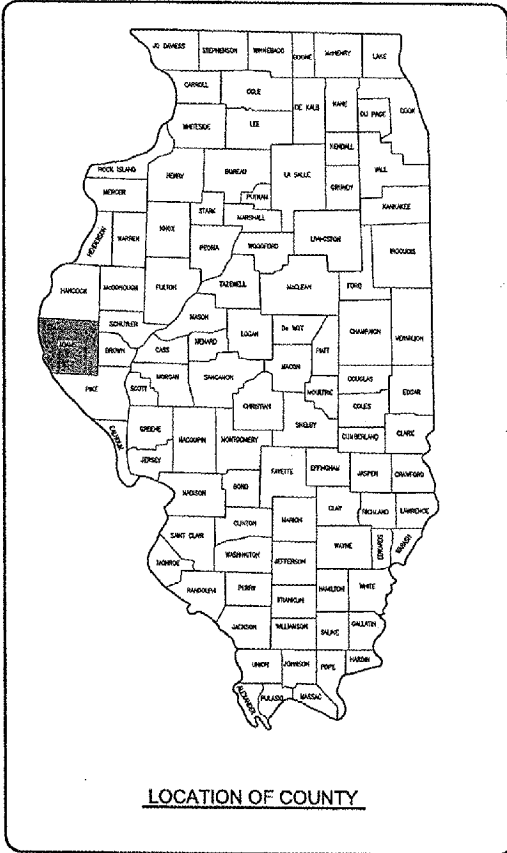 JO DAVIESS STEPHENSON WINNEBAGO BOONE McHENRY LAKE
CARROLL OGLE DE KALB KANE DU PAGE COOK
WHITESIDE LEE KENDALL WILL
ROCK ISLAND HENRY BUREAU LA SALLE GRUNDY KANKAKEE
MERCER PUTNAM
HENDERSON WARREN KNOX STARK MARSHALL LIVINGSTON IROQUOIS
PEORIA WOODFORD
HANCOCK McDONOUGH FULTON TAZEWELL McLEAN FORD
SCHUYLER MASON LOGAN De WITT CHAMPAIGN VERMILION
BROWN CASS MENARD PIATT
PIKE SCOTT MORGAN SANGAMON MACON MOULTRIE DOUGLAS EDGAR
CHRISTIAN COLES
CALHOUN GREENE MACOUPIN MONTGOMERY SHELBY CUMBERLAND CLARK
JERSEY FAYETTE EFFINGHAM JASPER CRAWFORD
MADISON BOND CLAY RICHLAND LAWRENCE
SAINT CLAIR CLINTON MARION WAYNE EDWARDS WABASH
MONROE WASHINGTON JEFFERSON
RANDOLPH PERRY FRANKLIN HAMILTON WHITE
JACKSON WILLIAMSON SALINE GALLATIN
UNION JOHNSON POPE HARDIN
ALEXANDER PULASKI MASSAC
LOCATION OF COUNTY